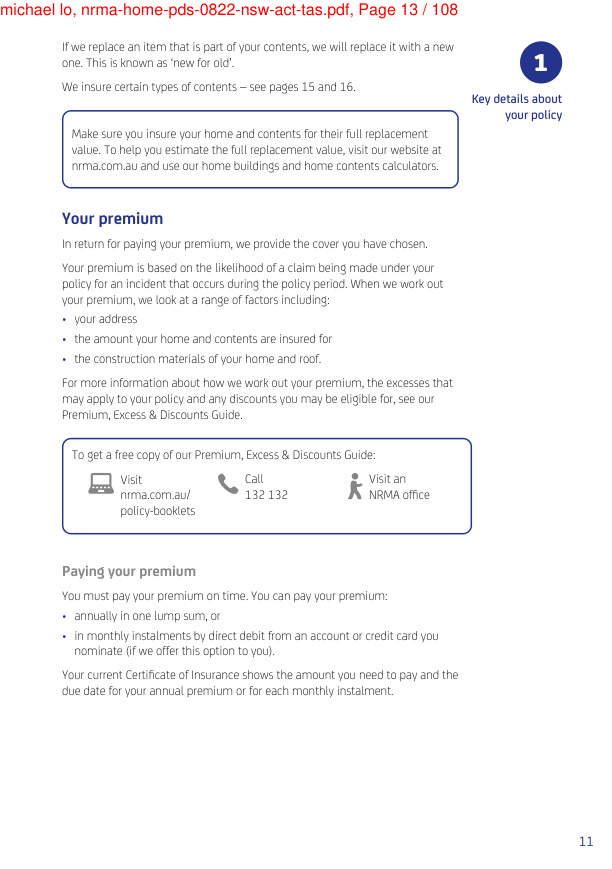 michael lo, nrma-home-pds-0822-nsw-act-tas.pdf, Page 13 / 108
If we replace an item that is part of your contents, we will replace it with a new
one. This is known as ‘new for old’.
We insure certain types of contents – see pages 15 and 16.
1
Key details about
your policy
Make sure you insure your home and contents for their full replacement
value. To help you estimate the full replacement value, visit our website at
nrma.com.au and use our home buildings and home contents calculators.
Your premium
In return for paying your premium, we provide the cover you have chosen.
Your premium is based on the likelihood of a claim being made under your
policy for an incident that occurs during the policy period. When we work out
your premium, we look at a range of factors including:
• your address
• the amount your home and contents are insured for
• the construction materials of your home and roof.
For more information about how we work out your premium, the excesses that
may apply to your policy and any discounts you may be eligible for, see our
Premium, Excess & Discounts Guide.
To get a free copy of our Premium, Excess & Discounts Guide:
Visit
nrma.com.au/
policy-booklets
Call
132 132
Visit an
NRMA office
Paying your premium
You must pay your premium on time. You can pay your premium:
• annually in one lump sum, or
• in monthly instalments by direct debit from an account or credit card you
nominate (if we offer this option to you).
Your current Certificate of Insurance shows the amount you need to pay and the
due date for your annual premium or for each monthly instalment.
11